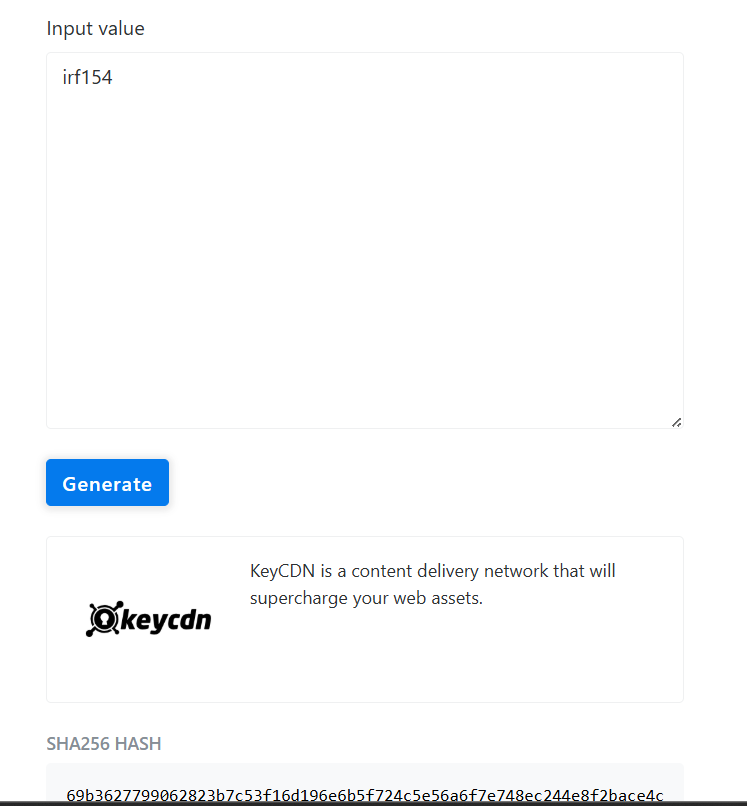 Input value
irf154
Generate
keycdn
KeyCDN is a content delivery network that will
supercharge your web assets.
SHA256 HASH
69b3627799062823b7c53f16d196e6b5f724c5e56a6f7e748ec244e8f2bace4c